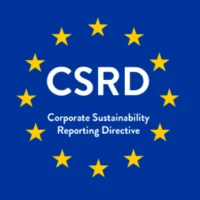 CSRD
Corporate Sustainability
Reporting Directive